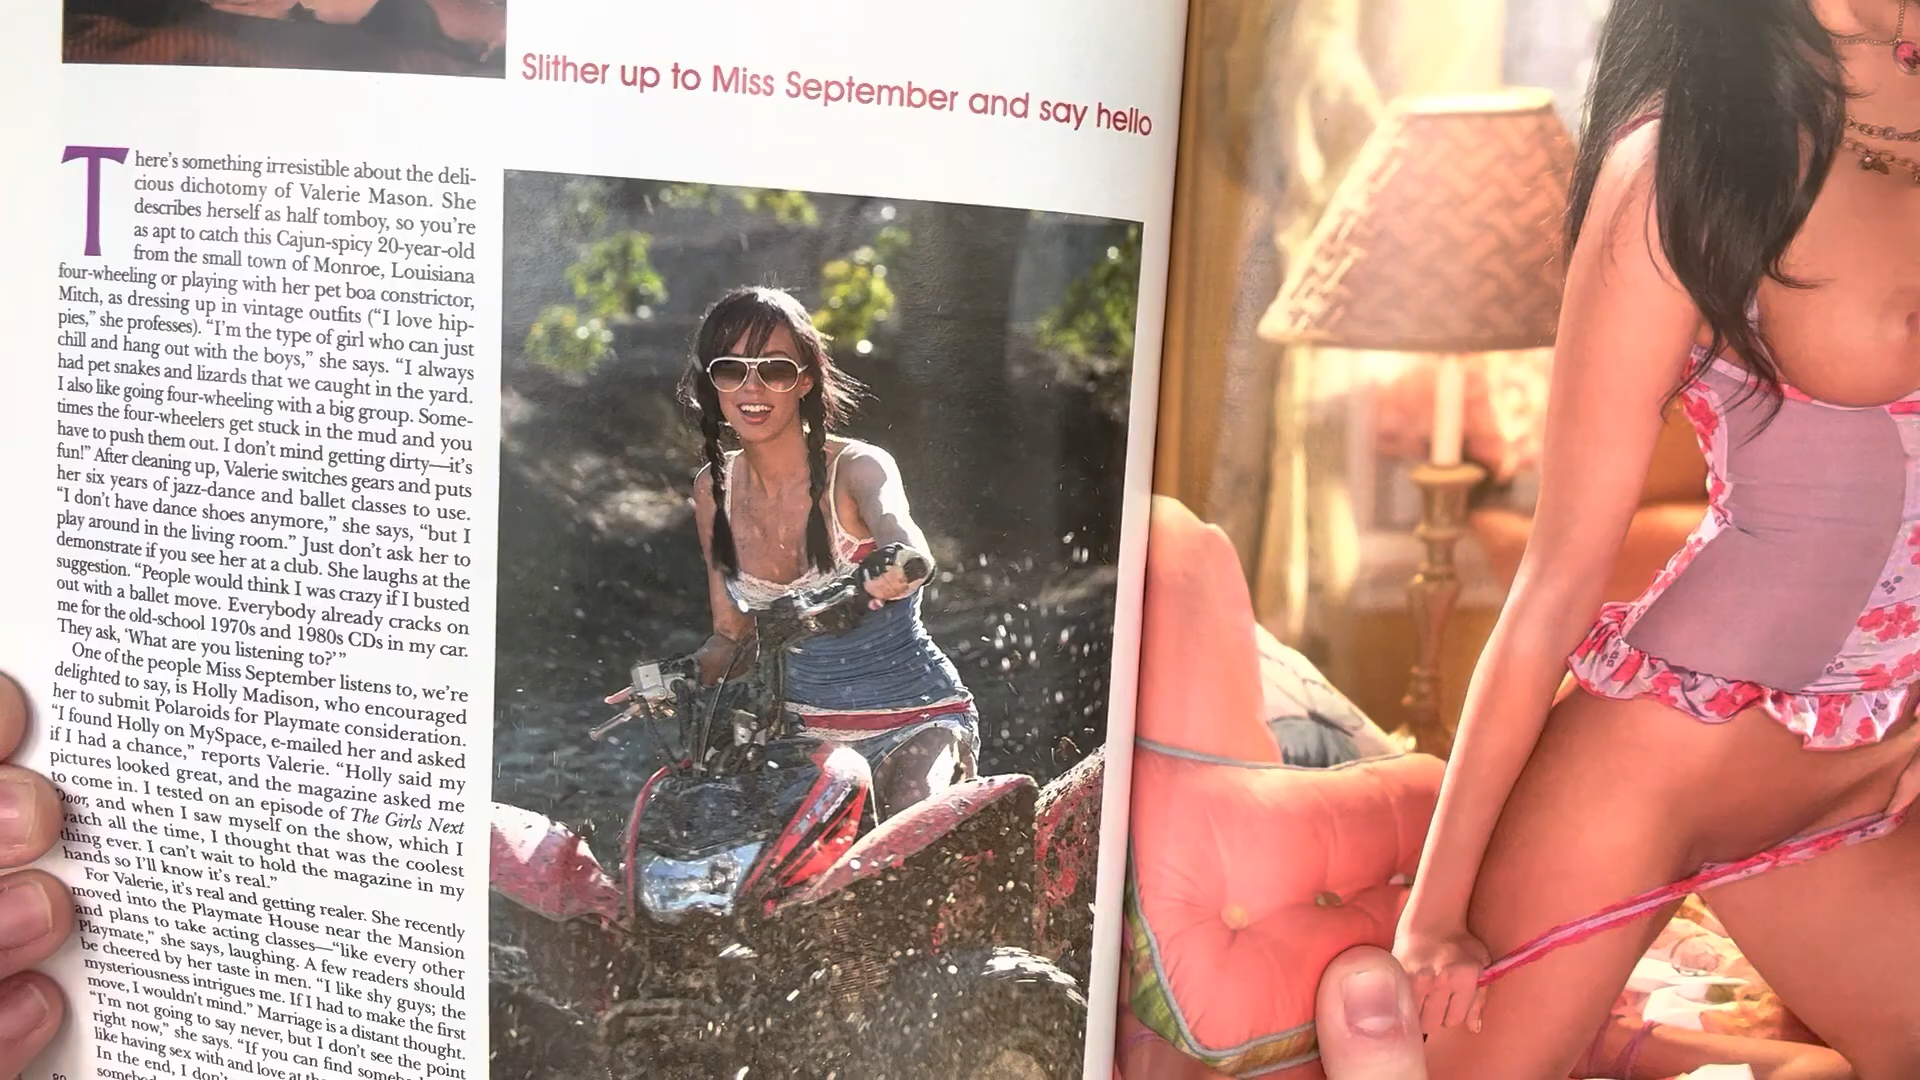 Slither up to Miss September and say hello
There's something irresistible about the deli-
cious dichotomy of Valerie Mason. She
describes herself as half tomboy, so you're
as apt to catch this Cajun-spicy 20-year-old
from the small town of Monroe, Louisiana
four-wheeling or playing with her pet boa constrictor,
Mitch, as dressing up in vintage outfits (“I love hip-
pies,” she professes). “I'm the type of girl who can just
chill and hang out with the boys,” she says. “I always
had pet snakes and lizards that we caught in the yard.
I also like going four-wheeling with a big group. Some-
times the four-wheelers get stuck in the mud and you
have to push them out. I don't mind getting dirty—it's
fun!” After cleaning up, Valerie switches gears and puts
her six years of jazz-dance and ballet classes to use.
“I don't have dance shoes anymore,” she says, “but I
play around in the living room.” Just don't ask her to
demonstrate if you see her at a club. She laughs at the
suggestion. “People would think I was crazy if I busted
out with a ballet move. Everybody already cracks on
me for the old-school 1970s and 1980s CDs in my car.
They ask, ‘What are you listening to?’”
One of the people Miss September listens to, we're
delighted to say, is Holly Madison, who encouraged
her to submit Polaroids for Playmate consideration.
“I found Holly on MySpace, e-mailed her and asked
if I had a chance,” reports Valerie. “Holly said my
pictures looked great, and the magazine asked me
to come in. I tested on an episode of The Girls Next
Door, and when I saw myself on the show, which I
watch all the time, I thought that was the coolest
thing ever. I can't wait to hold the magazine in my
hands so I'll know it's real.”
For Valerie, it's real and getting realer. She recently
moved into the Playmate House near the Mansion
and plans to take acting classes—“like every other
Playmate,” she says, laughing. A few readers should
be cheered by her taste in men. “I like shy guys; the
mysteriousness intrigues me. If I had to make the first
move, I wouldn't mind.” Marriage is a distant thought.
“I'm not going to say never, but I don't see the point
right now,” she says. “If you can find somebody
like having sex with and love at the
In the end, I don't